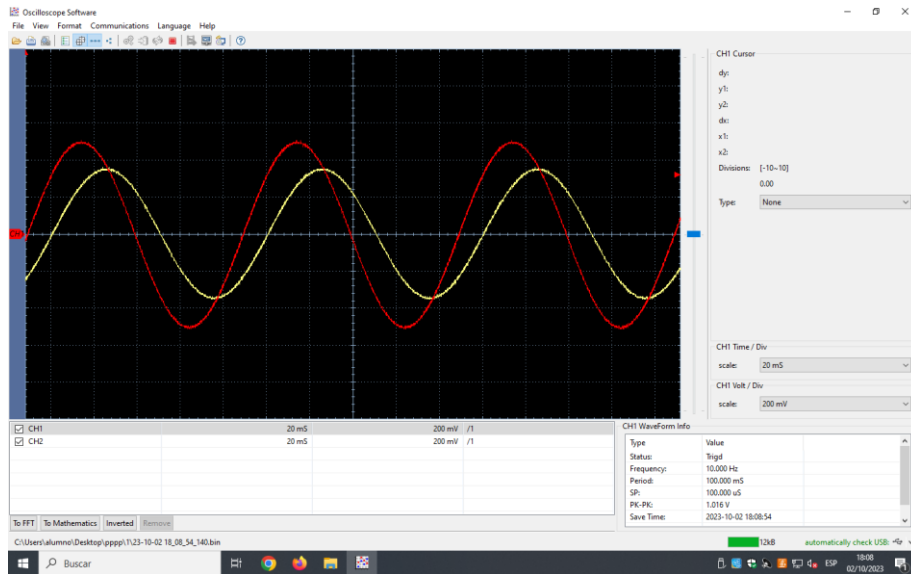 Oscilloscope Software
File View Format Communications Language Help
CH1
CH1 Cursor
dy:
y1:
y2:
dx:
x1:
x2:
Divisions: [-10~10]
0.00
Type: None
CH1 Time / Div
scale: 20 mS
CH1 Volt / Div
scale: 200 mV
CH1 20 mS 200 mV /1
CH2 20 mS 200 mV /1
CH1 WaveForm Info
Type Value
Status: Trigd
Frequency: 10.000 Hz
Period: 100.000 mS
SP: 100.000 uS
PK-PK: 1.016 V
Save Time: 2023-10-02 18:08:54
To FFT To Mathematics Inverted Remove
C:\Users\alumno\Desktop\pppp\1\23-10-02 18_08_54_140.bin
12kB automatically check USB:
Buscar
ESP
18:08
02/10/2023